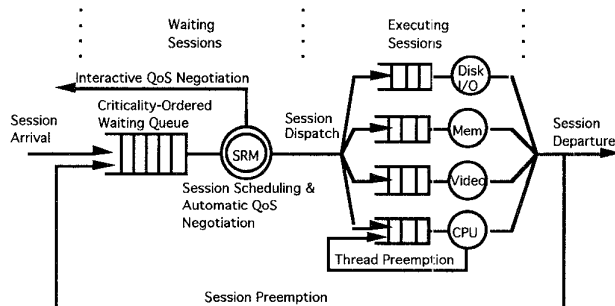 Waiting
Sessions
Executing
Sessions
Interactive QoS Negotiation
Disk
I/O
Criticality-Ordered
Waiting Queue
Session
Arrival
Session
Dispatch
Mem
Session
Departure
SRM
Video
Session Scheduling &
Automatic QoS
Negotiation
CPU
Thread Preemption
Session Preemption